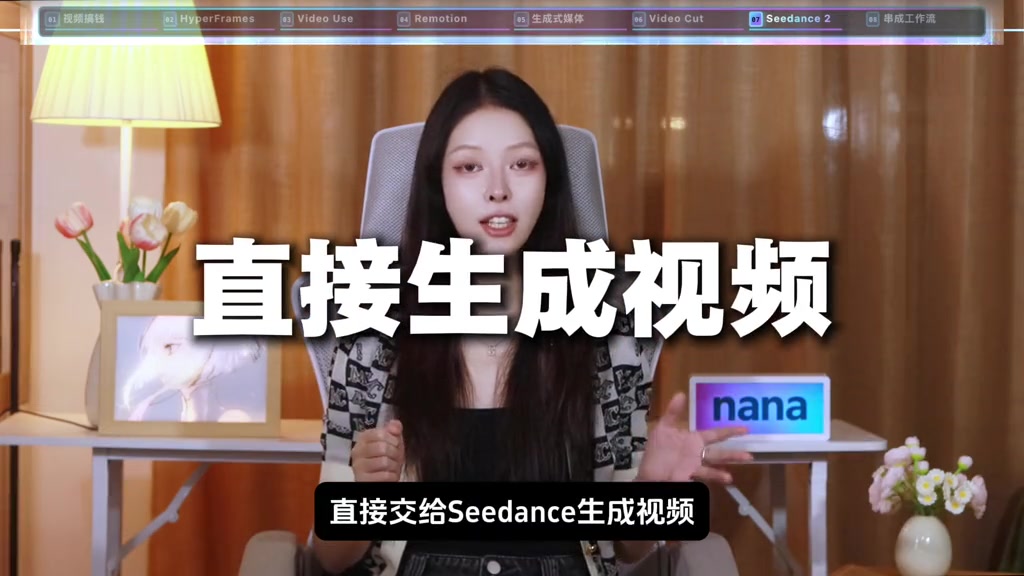 01 视频搞钱
02 HyperFrames
03 Video Use
04 Remotion
05 生成式媒体
06 Video Cut
07 Seedance 2
08 串成工作流
直接生成视频
nana
直接交给Seedance生成视频